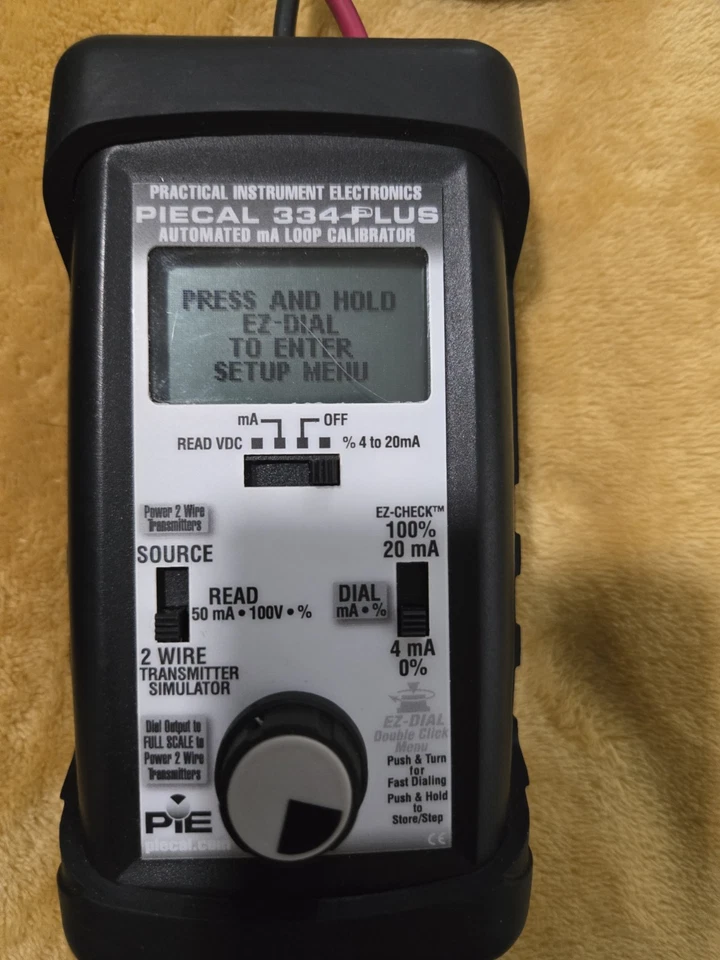 PRACTICAL INSTRUMENT ELECTRONICS
PIECAL 334 PLUS
AUTOMATED mA LOOP CALIBRATOR
PRESS AND HOLD
EZ-DIAL
TO ENTER
SETUP MENU
mA OFF
READ VDC % 4 to 20mA
Power 2 Wire
Transmitters
SOURCE
READ
50 mA • 100V • %
2 WIRE
TRANSMITTER
SIMULATOR
EZ-CHECK™
100%
20 mA
DIAL
mA • %
4 mA
0%
EZ-DIAL
Double Click
Menu
Push & Turn
for
Fast Dialing
Push & Hold
to
Store/Step
Dial Output to
FULL SCALE to
Power 2 Wire
Transmitters
PIE
piecal.com
CE